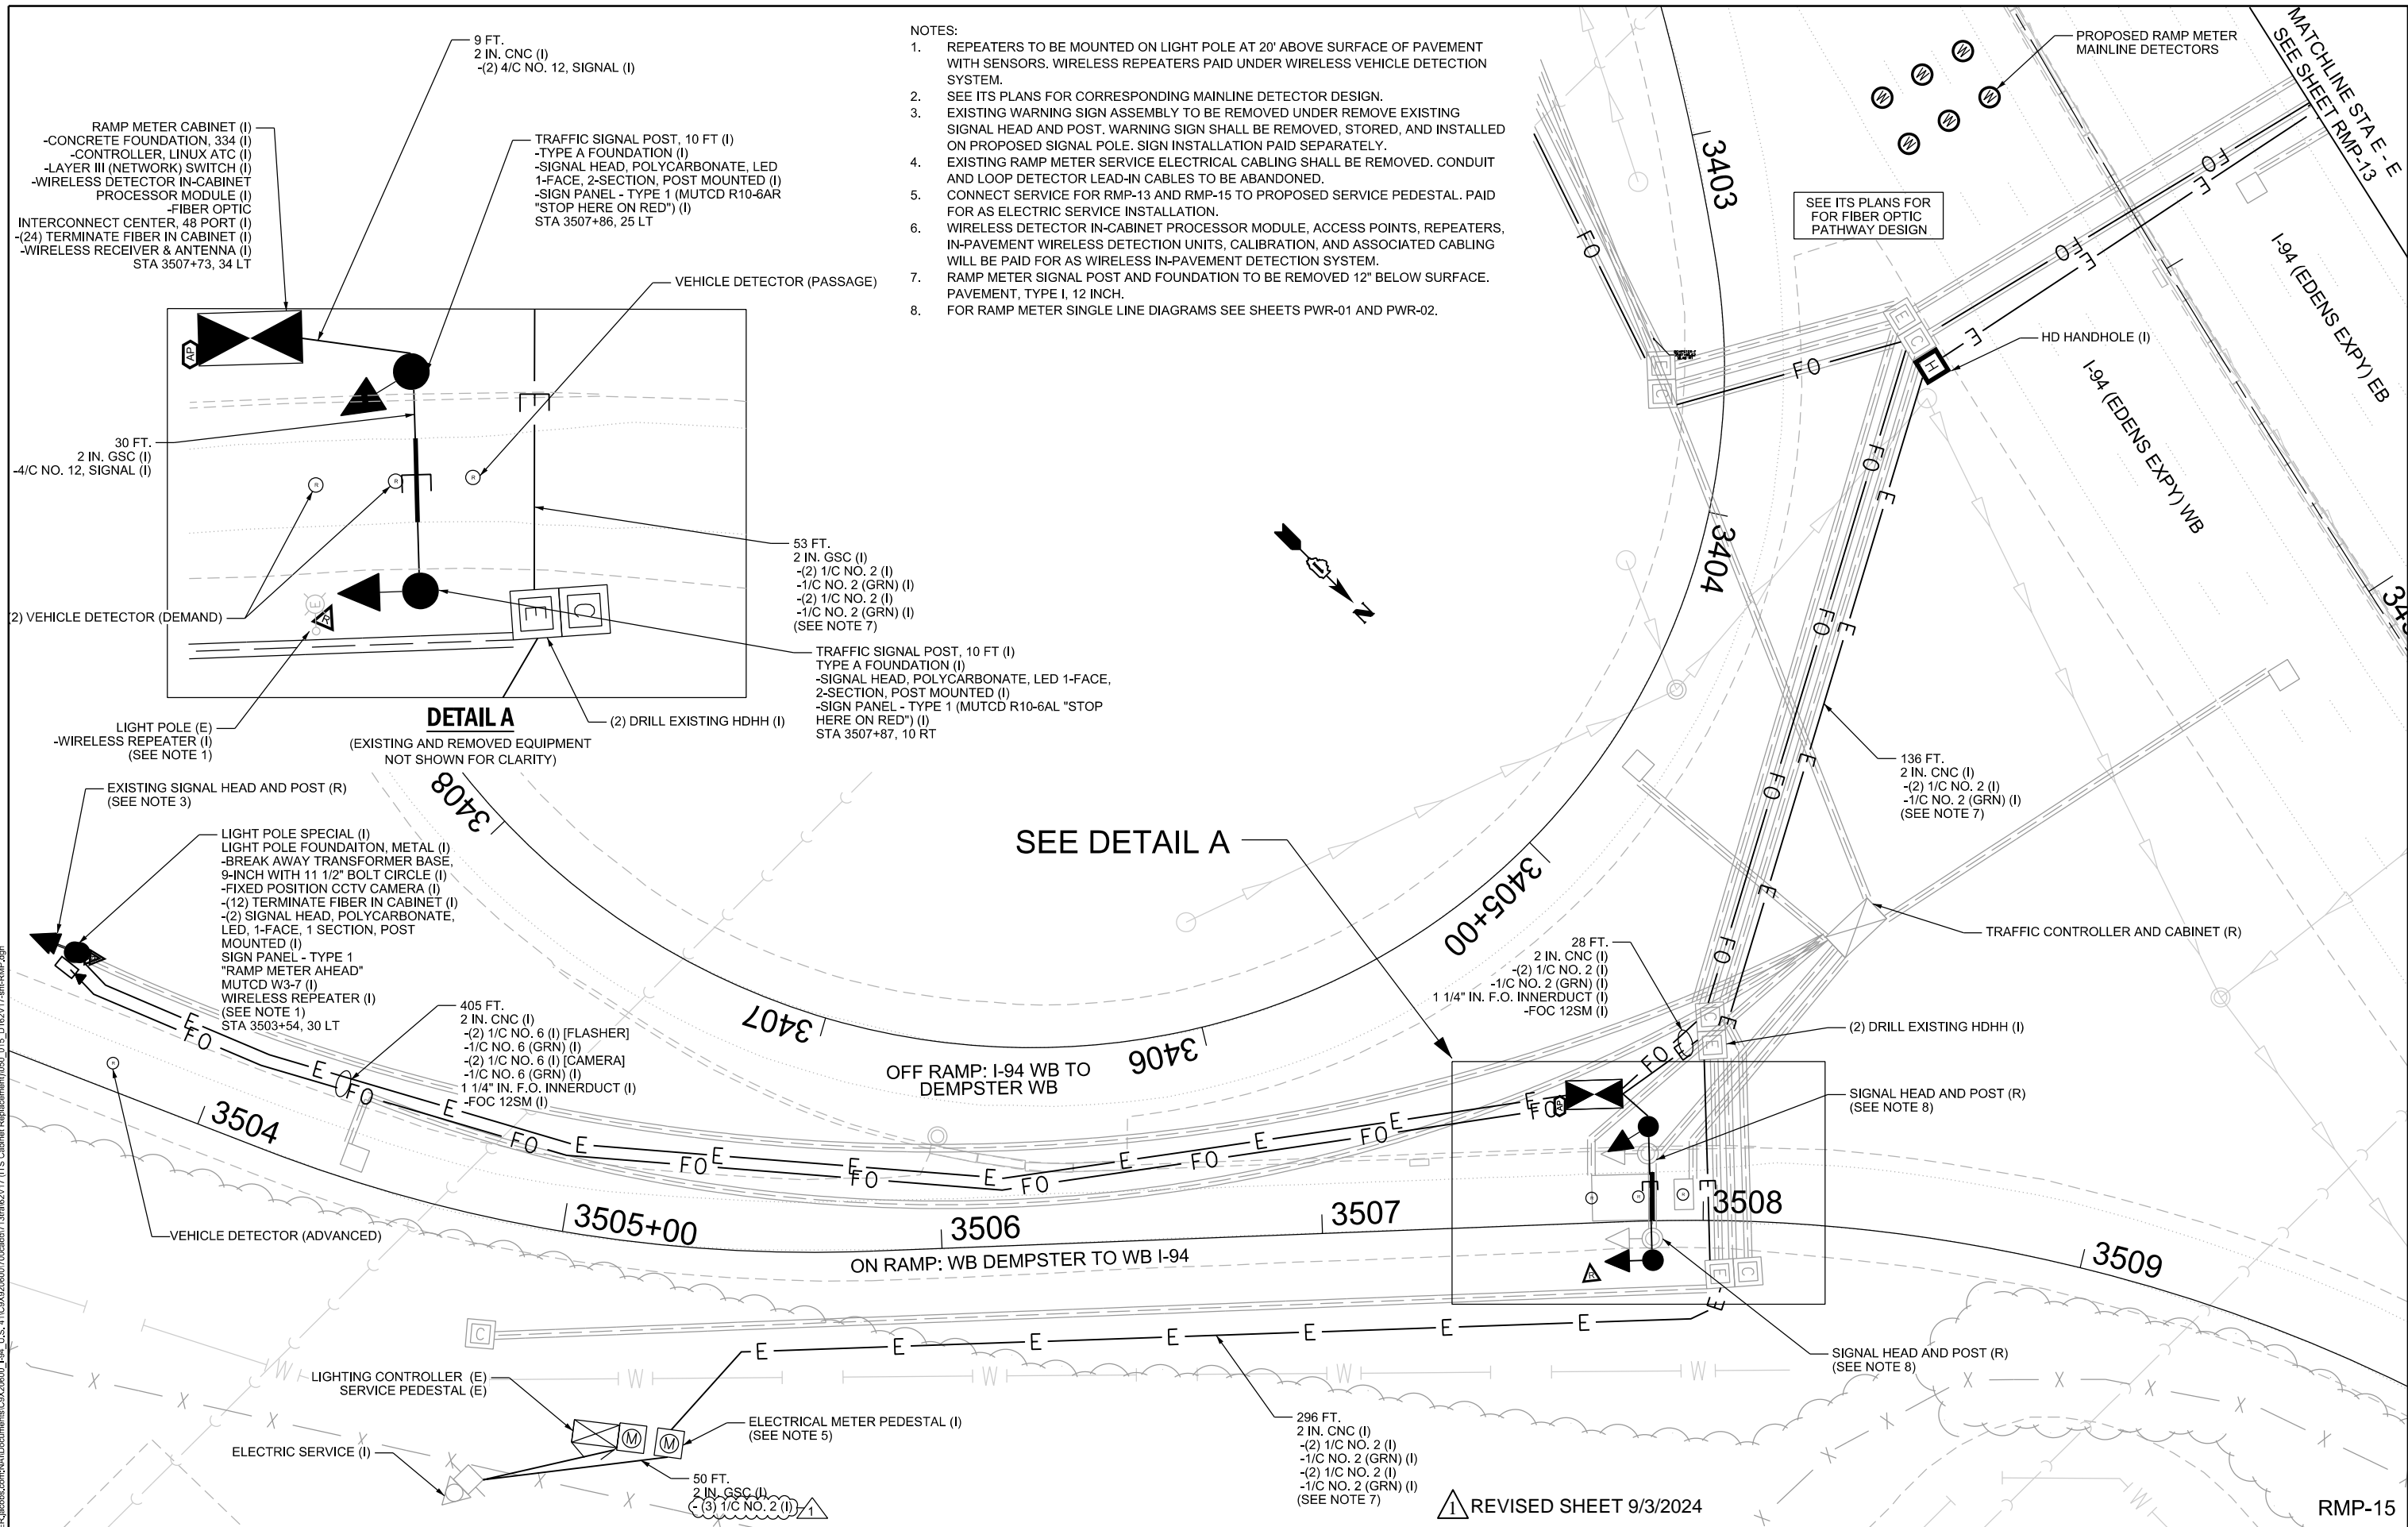 9 FT.
2 IN. CNC (I)
-(2) 4/C NO. 12, SIGNAL (I)
RAMP METER CABINET (I)
-CONCRETE FOUNDATION, 334 (I)
-CONTROLLER, LINUX ATC (I)
-LAYER III (NETWORK) SWITCH (I)
-WIRELESS DETECTOR IN-CABINET
PROCESSOR MODULE (I)
-FIBER OPTIC
INTERCONNECT CENTER, 48 PORT (I)
-(24) TERMINATE FIBER IN CABINET (I)
-WIRELESS RECEIVER & ANTENNA (I)
STA 3507+73, 34 LT
TRAFFIC SIGNAL POST, 10 FT (I)
-TYPE A FOUNDATION (I)
-SIGNAL HEAD, POLYCARBONATE, LED
1-FACE, 2-SECTION, POST MOUNTED (I)
-SIGN PANEL - TYPE 1 (MUTCD R10-6AR
"STOP HERE ON RED") (I)
STA 3507+86, 25 LT
VEHICLE DETECTOR (PASSAGE)
NOTES:
1. REPEATERS TO BE MOUNTED ON LIGHT POLE AT 20' ABOVE SURFACE OF PAVEMENT
WITH SENSORS. WIRELESS REPEATERS PAID UNDER WIRELESS VEHICLE DETECTION
SYSTEM.
2. SEE ITS PLANS FOR CORRESPONDING MAINLINE DETECTOR DESIGN.
3. EXISTING WARNING SIGN ASSEMBLY TO BE REMOVED UNDER REMOVE EXISTING
SIGNAL HEAD AND POST. WARNING SIGN SHALL BE REMOVED, STORED, AND INSTALLED
ON PROPOSED SIGNAL POLE. SIGN INSTALLATION PAID SEPARATELY.
4. EXISTING RAMP METER SERVICE ELECTRICAL CABLING SHALL BE REMOVED. CONDUIT
AND LOOP DETECTOR LEAD-IN CABLES TO BE ABANDONED.
5. CONNECT SERVICE FOR RMP-13 AND RMP-15 TO PROPOSED SERVICE PEDESTAL. PAID
FOR AS ELECTRIC SERVICE INSTALLATION.
6. WIRELESS DETECTOR IN-CABINET PROCESSOR MODULE, ACCESS POINTS, REPEATERS,
IN-PAVEMENT WIRELESS DETECTION UNITS, CALIBRATION, AND ASSOCIATED CABLING
WILL BE PAID FOR AS WIRELESS IN-PAVEMENT DETECTION SYSTEM.
7. RAMP METER SIGNAL POST AND FOUNDATION TO BE REMOVED 12" BELOW SURFACE.
PAVEMENT, TYPE I, 12 INCH.
8. FOR RAMP METER SINGLE LINE DIAGRAMS SEE SHEETS PWR-01 AND PWR-02.
PROPOSED RAMP METER
MAINLINE DETECTORS
MATCHLINE STA E - E
SEE SHEET RMP-13
SEE ITS PLANS FOR
FOR FIBER OPTIC
PATHWAY DESIGN
I-94 (EDENS EXPY) EB
I-94 (EDENS EXPY) WB
HD HANDHOLE (I)
30 FT.
2 IN. GSC (I)
-4/C NO. 12, SIGNAL (I)
2) VEHICLE DETECTOR (DEMAND)
53 FT.
2 IN. GSC (I)
-(2) 1/C NO. 2 (I)
-1/C NO. 2 (GRN) (I)
-(2) 1/C NO. 2 (I)
-1/C NO. 2 (GRN) (I)
(SEE NOTE 7)
TRAFFIC SIGNAL POST, 10 FT (I)
TYPE A FOUNDATION (I)
-SIGNAL HEAD, POLYCARBONATE, LED 1-FACE,
2-SECTION, POST MOUNTED (I)
-SIGN PANEL - TYPE 1 (MUTCD R10-6AL "STOP
HERE ON RED") (I)
STA 3507+87, 10 RT
LIGHT POLE (E)
-WIRELESS REPEATER (I)
(SEE NOTE 1)
DETAIL A
(EXISTING AND REMOVED EQUIPMENT
NOT SHOWN FOR CLARITY)
(2) DRILL EXISTING HDHH (I)
3403
3404
3405+00
3406
3407
3408
N
EXISTING SIGNAL HEAD AND POST (R)
(SEE NOTE 3)
LIGHT POLE SPECIAL (I)
LIGHT POLE FOUNDAITON, METAL (I)
-BREAK AWAY TRANSFORMER BASE,
9-INCH WITH 11 1/2" BOLT CIRCLE (I)
-FIXED POSITION CCTV CAMERA (I)
-(12) TERMINATE FIBER IN CABINET (I)
-(2) SIGNAL HEAD, POLYCARBONATE,
LED, 1-FACE, 1 SECTION, POST
MOUNTED (I)
SIGN PANEL - TYPE 1
"RAMP METER AHEAD"
MUTCD W3-7 (I)
WIRELESS REPEATER (I)
(SEE NOTE 1)
STA 3503+54, 30 LT
405 FT.
2 IN. CNC (I)
-(2) 1/C NO. 6 (I) [FLASHER]
-1/C NO. 6 (GRN) (I)
-(2) 1/C NO. 6 (I) [CAMERA]
-1/C NO. 6 (GRN) (I)
1 1/4" IN. F.O. INNERDUCT (I)
-FOC 12SM (I)
SEE DETAIL A
136 FT.
2 IN. CNC (I)
-(2) 1/C NO. 2 (I)
-1/C NO. 2 (GRN) (I)
(SEE NOTE 7)
28 FT.
2 IN. CNC (I)
-(2) 1/C NO. 2 (I)
-1/C NO. 2 (GRN) (I)
1 1/4" IN. F.O. INNERDUCT (I)
-FOC 12SM (I)
TRAFFIC CONTROLLER AND CABINET (R)
(2) DRILL EXISTING HDHH (I)
SIGNAL HEAD AND POST (R)
(SEE NOTE 8)
OFF RAMP: I-94 WB TO
DEMPSTER WB
3504
3505+00
3506
3507
3508
3509
ON RAMP: WB DEMPSTER TO WB I-94
VEHICLE DETECTOR (ADVANCED)
LIGHTING CONTROLLER (E)
SERVICE PEDESTAL (E)
ELECTRIC SERVICE (I)
ELECTRICAL METER PEDESTAL (I)
(SEE NOTE 5)
50 FT.
2 IN. GSC (I)
- (3) 1/C NO. 2 (I)
1
296 FT.
2 IN. CNC (I)
-(2) 1/C NO. 2 (I)
-1/C NO. 2 (GRN) (I)
-(2) 1/C NO. 2 (I)
-1/C NO. 2 (GRN) (I)
(SEE NOTE 7)
SIGNAL HEAD AND POST (R)
(SEE NOTE 8)
1 REVISED SHEET 9/3/2024
RMP-15